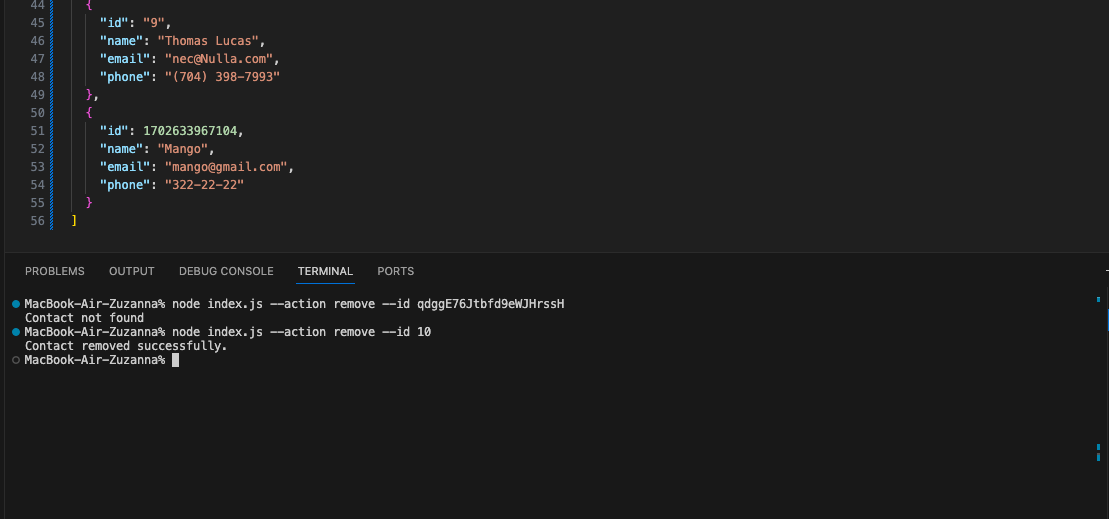 44 {
45 "id": "9",
46 "name": "Thomas Lucas",
47 "email": "nec@Nulla.com",
48 "phone": "(704) 398-7993"
49 },
50 {
51 "id": 1702633967104,
52 "name": "Mango",
53 "email": "mango@gmail.com",
54 "phone": "322-22-22"
55 }
56 ]
PROBLEMS OUTPUT DEBUG CONSOLE TERMINAL PORTS
MacBook-Air-Zuzanna% node index.js --action remove --id qdggE76Jtbfd9eWJHrssH
Contact not found
MacBook-Air-Zuzanna% node index.js --action remove --id 10
Contact removed successfully.
MacBook-Air-Zuzanna%